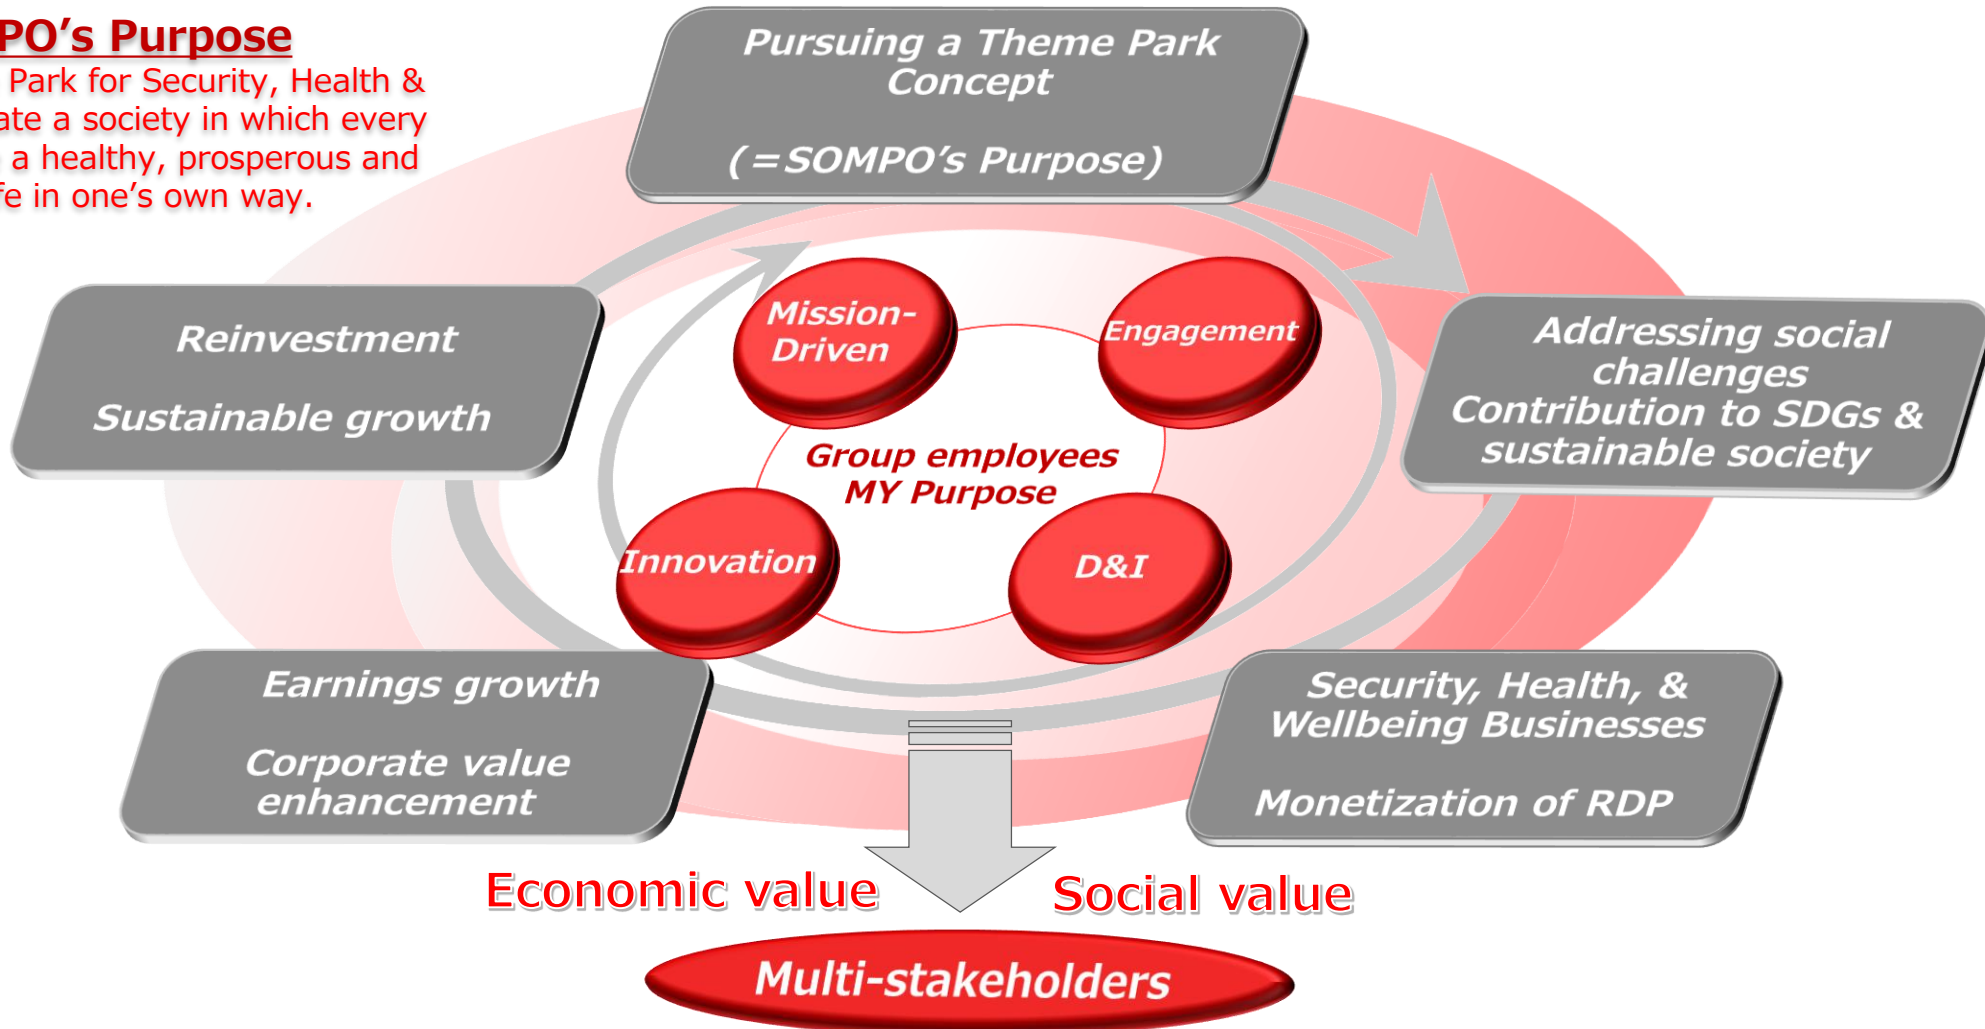 PO’s Purpose
Park for Security, Health &
ate a society in which every
a healthy, prosperous and
fe in one’s own way.
Pursuing a Theme Park
Concept
(=SOMPO’s Purpose)
Reinvestment
Sustainable growth
Mission-
Driven
Engagement
Addressing social
challenges
Contribution to SDGs &
sustainable society
Group employees
MY Purpose
Innovation
D&I
Earnings growth
Corporate value
enhancement
Security, Health, &
Wellbeing Businesses
Monetization of RDP
Economic value
Social value
Multi-stakeholders